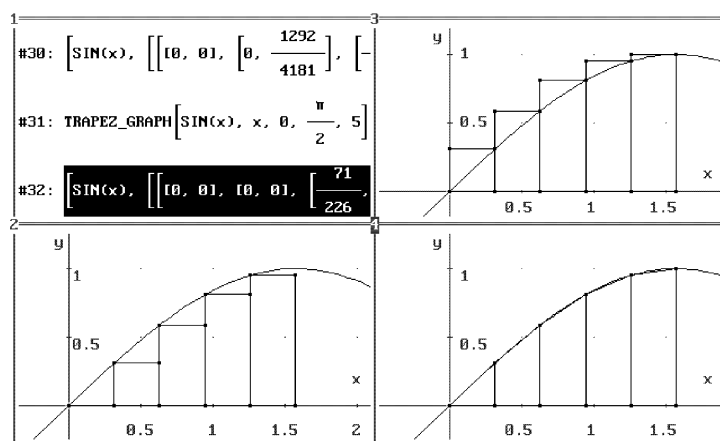 1
#30: [SIN(x), [[[0, 0], [0, 1292/4181], [-
#31: TRAPEZ_GRAPH[SIN(x), x, 0, π/2, 5]
#32: [SIN(x), [[[0, 0], [0, 0], [71/226,
3
y
1
0.5
x
0.5 1 1.5
2
y
1
0.5
x
0.5 1 1.5 2
4
y
1
0.5
x
0.5 1 1.5